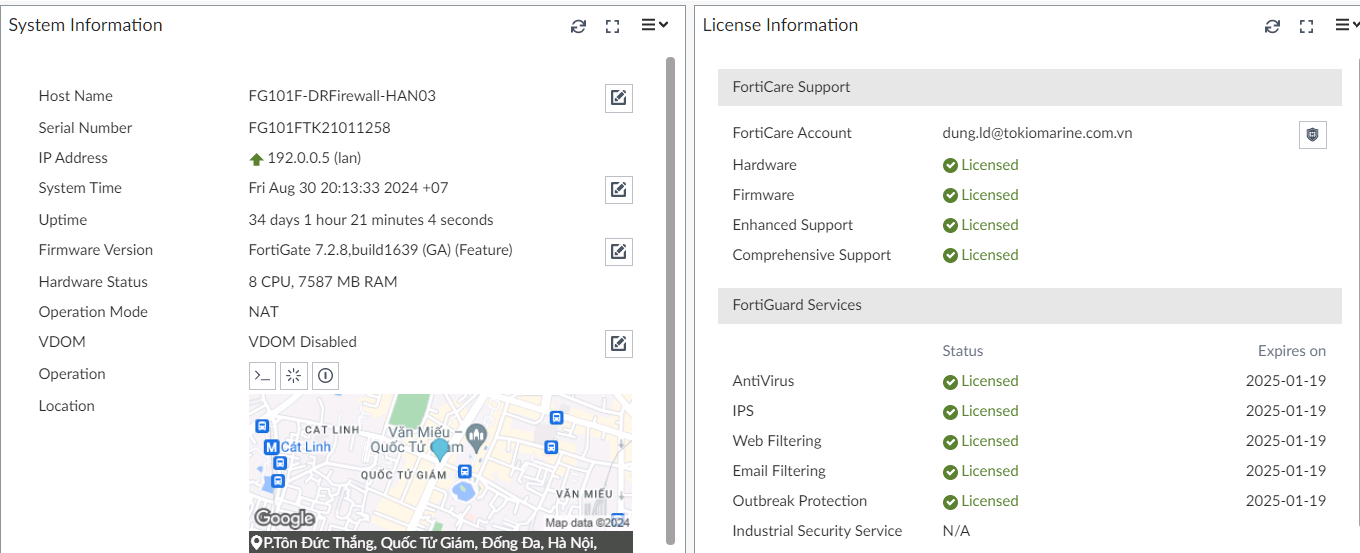 System Information
Host Name FG101F-DRFirewall-HAN03
Serial Number FG101FTK21011258
IP Address 192.0.0.5 (lan)
System Time Fri Aug 30 20:13:33 2024 +07
Uptime 34 days 1 hour 21 minutes 4 seconds
Firmware Version FortiGate 7.2.8,build1639 (GA) (Feature)
Hardware Status 8 CPU, 7587 MB RAM
Operation Mode NAT
VDOM VDOM Disabled
Operation >_
Location
CÁT LINH
Văn Miếu –
Quốc Tử Giám
M Cát Linh
QUỐC TỬ GIÁM
VĂN MIẾU
Google
Map data ©2024
P.Tôn Đức Thắng, Quốc Tử Giám, Đống Đa, Hà Nội,
License Information
FortiCare Support
FortiCare Account dung.ld@tokiomarine.com.vn
Hardware Licensed
Firmware Licensed
Enhanced Support Licensed
Comprehensive Support Licensed
FortiGuard Services
Status Expires on
AntiVirus Licensed 2025-01-19
IPS Licensed 2025-01-19
Web Filtering Licensed 2025-01-19
Email Filtering Licensed 2025-01-19
Outbreak Protection Licensed 2025-01-19
Industrial Security Service N/A